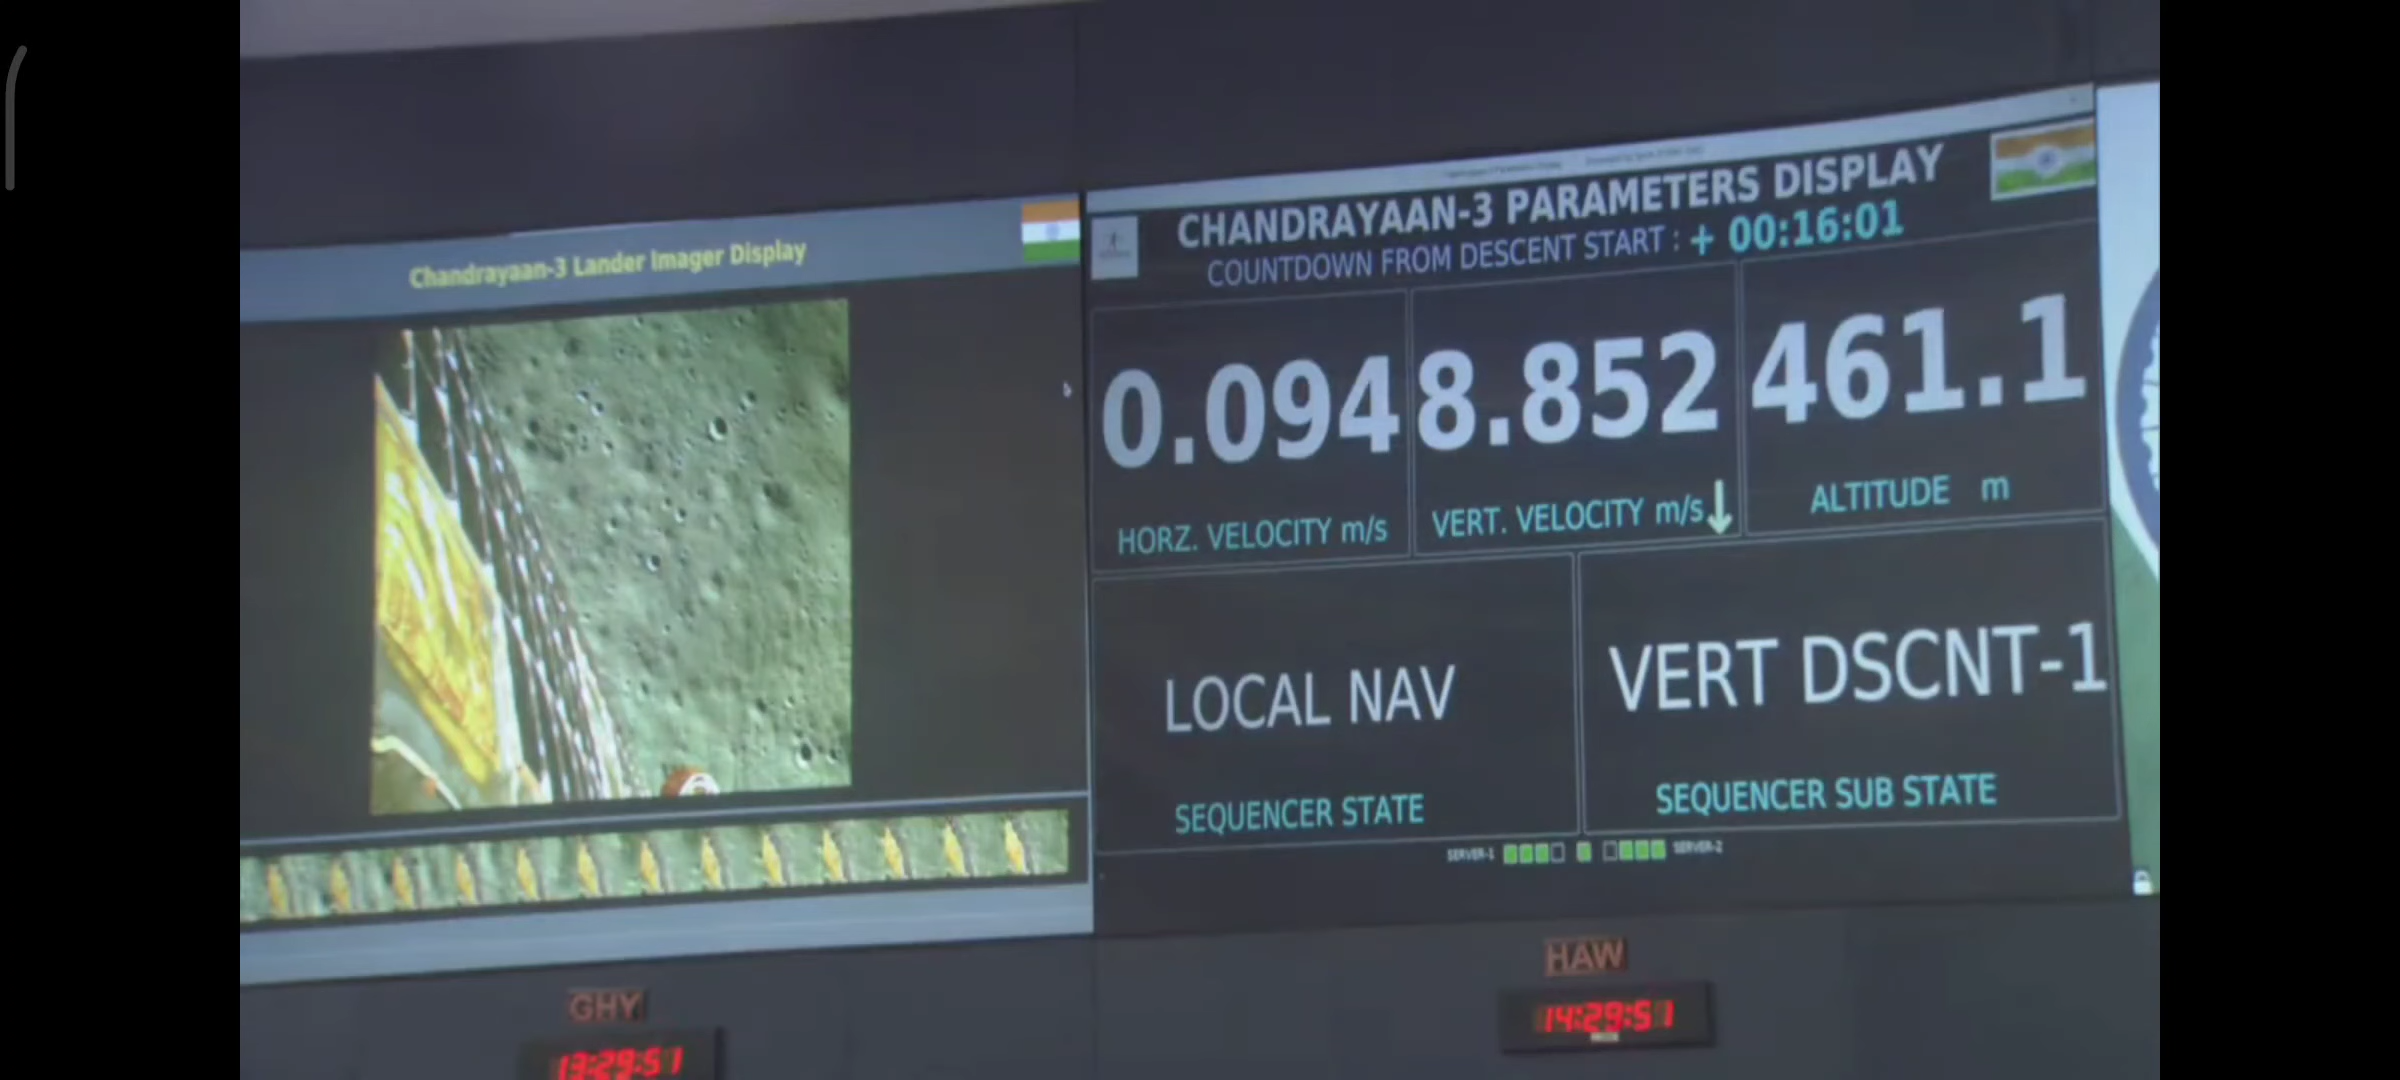 Chandrayaan-3 Lander Imager Display
CHANDRAYAAN-3 PARAMETERS DISPLAY
COUNTDOWN FROM DESCENT START : + 00:16:01
0.094
HORZ. VELOCITY m/s
8.852
VERT. VELOCITY m/s
461.1
ALTITUDE m
LOCAL NAV
SEQUENCER STATE
VERT DSCNT-1
SEQUENCER SUB STATE
SERVER-1
SERVER-2
GHY
13:29:51
HAW
14:29:51